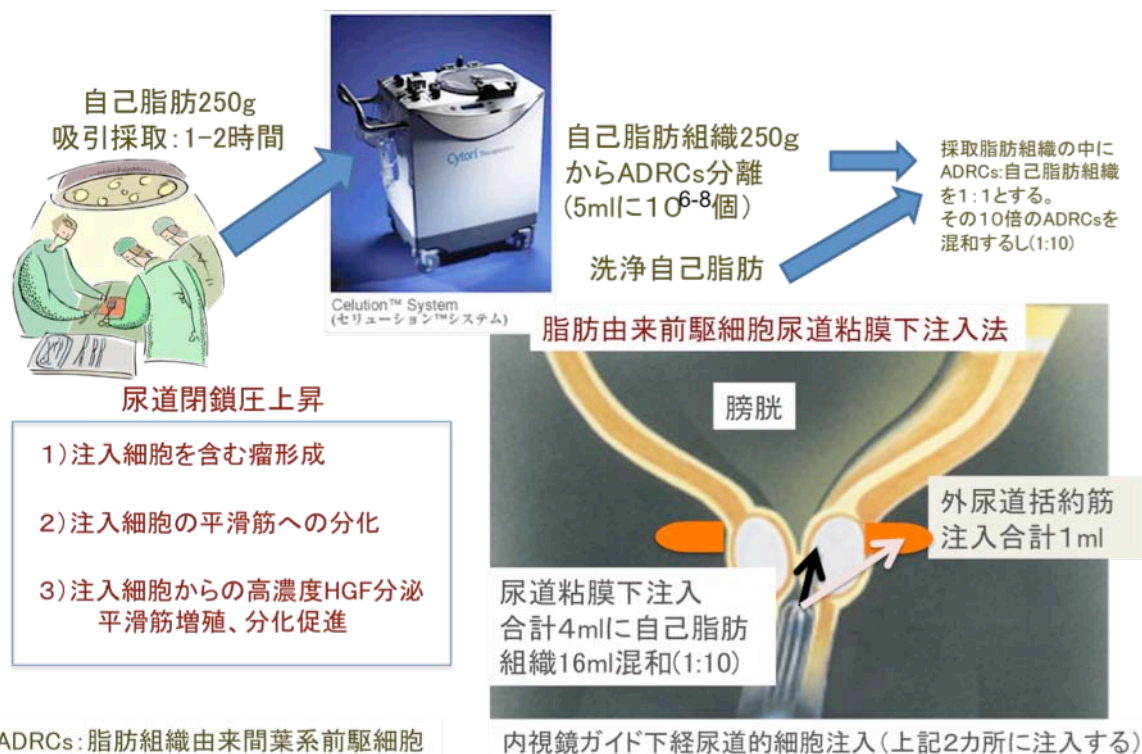 自己脂肪250g
吸引採取:1-2時間
Cytori Therapeutics
Celution™ System
(セリューション™システム)
自己脂肪組織250g
からADRCs分離
(5mlに10^6-8個)
洗浄自己脂肪
採取脂肪組織の中に
ADRCs:自己脂肪組織
を1:1とする。
その10倍のADRCsを
混和するし(1:10)
脂肪由来前駆細胞尿道粘膜下注入法
膀胱
外尿道括約筋
注入合計1ml
尿道粘膜下注入
合計4mlに自己脂肪
組織16ml混和(1:10)
内視鏡ガイド下経尿道的細胞注入(上記2カ所に注入する)
尿道閉鎖圧上昇
1)注入細胞を含む瘤形成
2)注入細胞の平滑筋への分化
3)注入細胞からの高濃度HGF分泌
平滑筋増殖、分化促進
ADRCs:脂肪組織由来間葉系前駆細胞